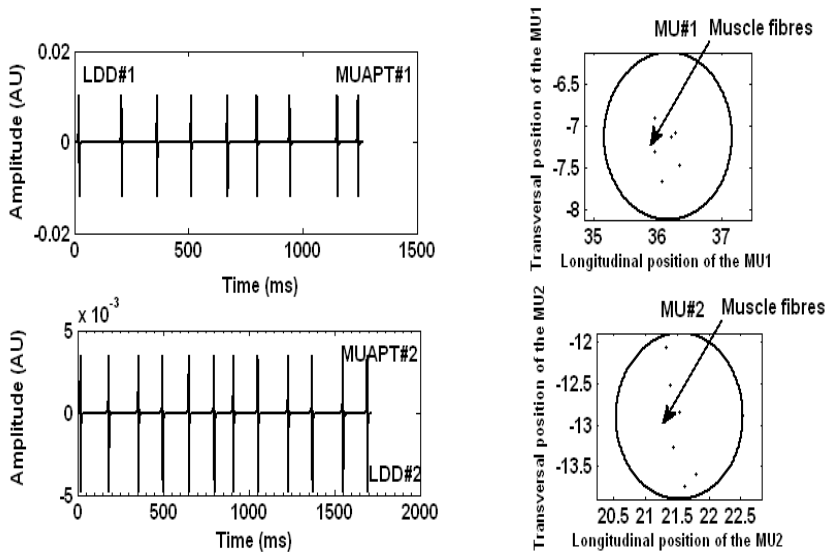 Amplitude (AU)
0.02
0
-0.02
LDD#1
MUAPT#1
0
500
1000
1500
Time (ms)
Transversal position of the MU1
MU#1
Muscle fibres
-6.5
-7
-7.5
-8
35
36
37
Longitudinal position of the MU1
Amplitude (AU)
x 10⁻³
5
0
-5
MUAPT#2
LDD#2
0
500
1000
1500
2000
Time (ms)
Transversal position of the MU2
MU#2
Muscle fibres
-12
-12.5
-13
-13.5
20.5
21
21.5
22
22.5
Longitudinal position of the MU2